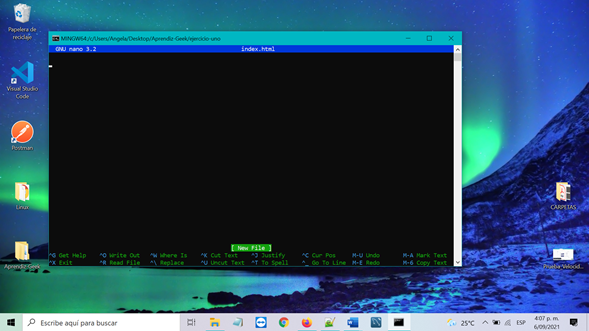 Papelera de
reciclaje
Visual Studio
Code
Postman
Linux
Aprendiz Geek
MINGW64:/c/Users/Angela/Desktop/Aprendiz-Geek/ejercicio-uno
GNU nano 3.2 index.html
[ New File ]
^G Get Help ^O Write Out ^W Where Is ^K Cut Text ^J Justify ^C Cur Pos M-U Undo M-A Mark Text
^X Exit ^R Read File ^\ Replace ^U Uncut Text ^T To Spell ^_ Go To Line M-E Redo M-6 Copy Text
CARPETAS
Prueba-Velocid...
Escribe aquí para buscar
25°C
ESP
4:07 p. m.
6/09/2021